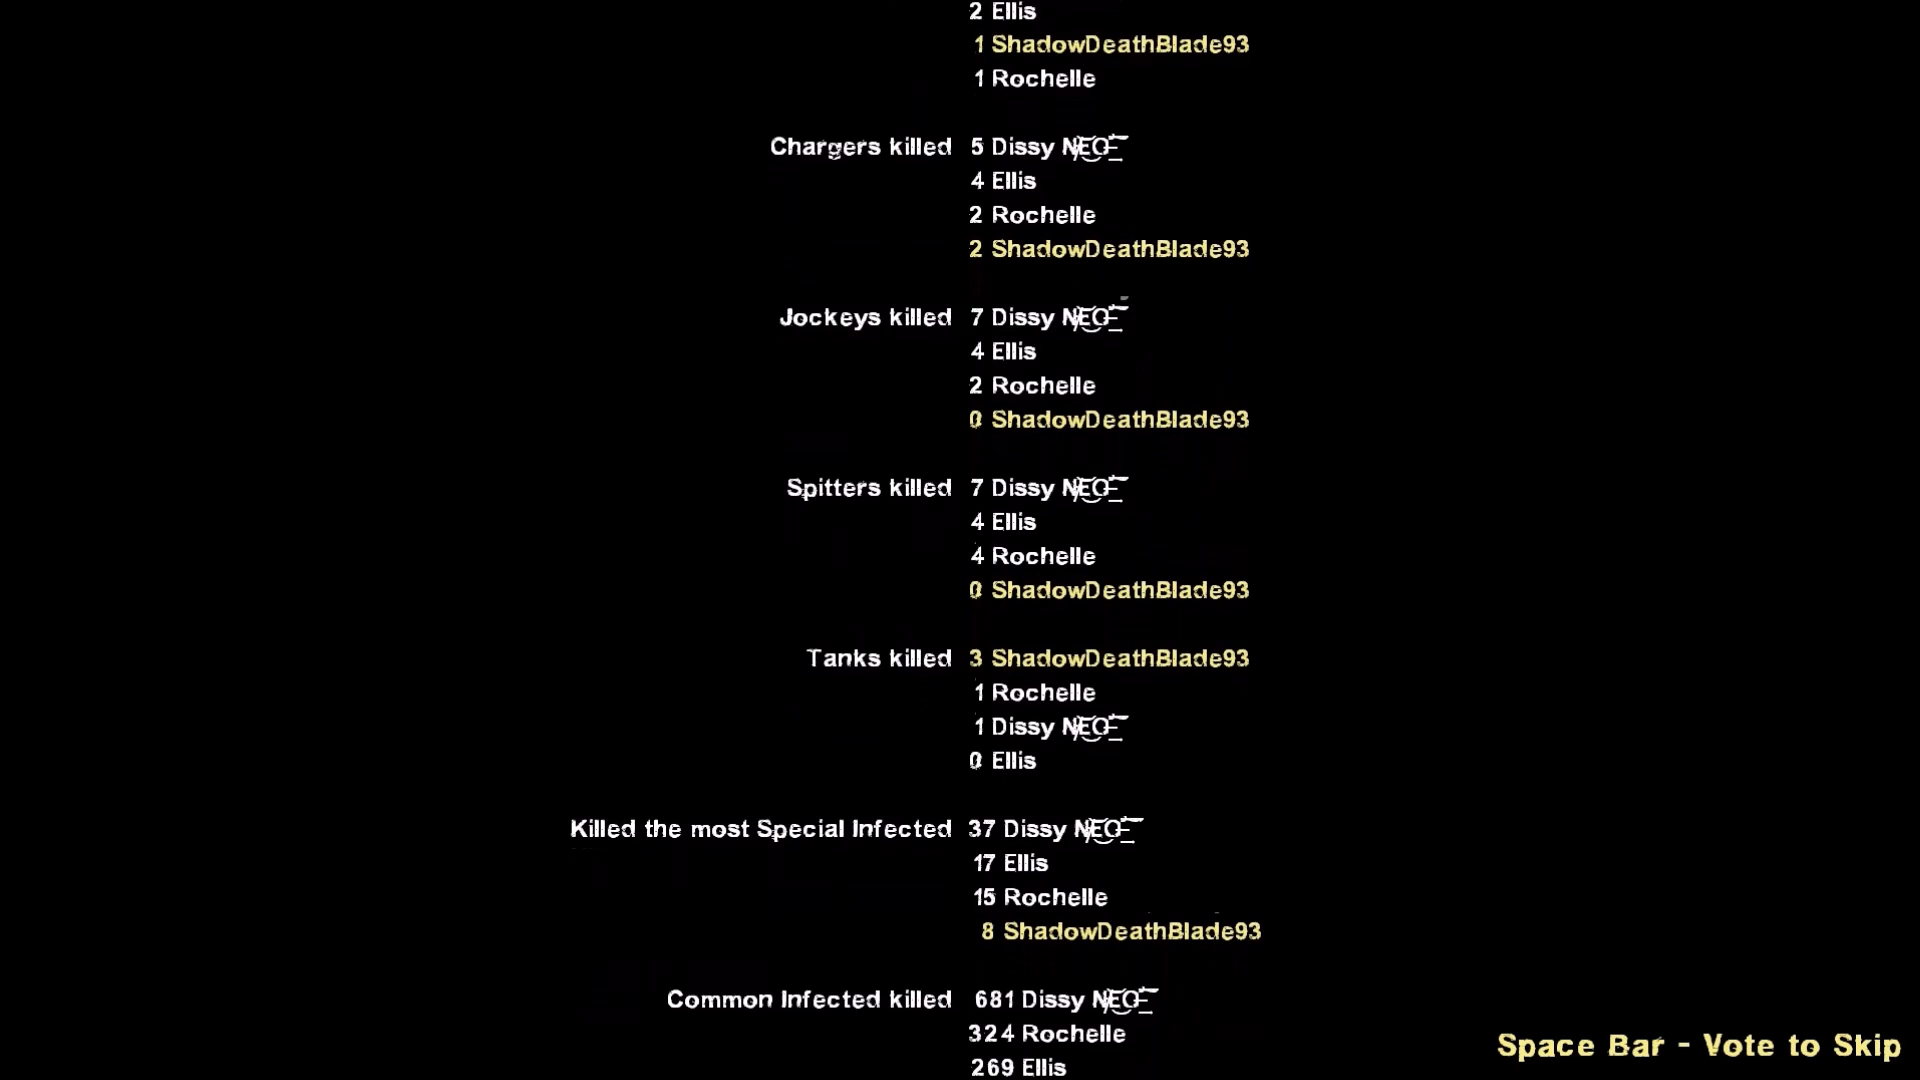 2 Ellis
1 ShadowDeathBlade93
1 Rochelle
Chargers killed 5 Dissy NEO
4 Ellis
2 Rochelle
2 ShadowDeathBlade93
Jockeys killed 7 Dissy NEO
4 Ellis
2 Rochelle
0 ShadowDeathBlade93
Spitters killed 7 Dissy NEO
4 Ellis
4 Rochelle
0 ShadowDeathBlade93
Tanks killed 3 ShadowDeathBlade93
1 Rochelle
1 Dissy NEO
0 Ellis
Killed the most Special Infected 37 Dissy NEO
17 Ellis
15 Rochelle
8 ShadowDeathBlade93
Common Infected killed 681 Dissy NEO
324 Rochelle
269 Ellis
Space Bar - Vote to Skip